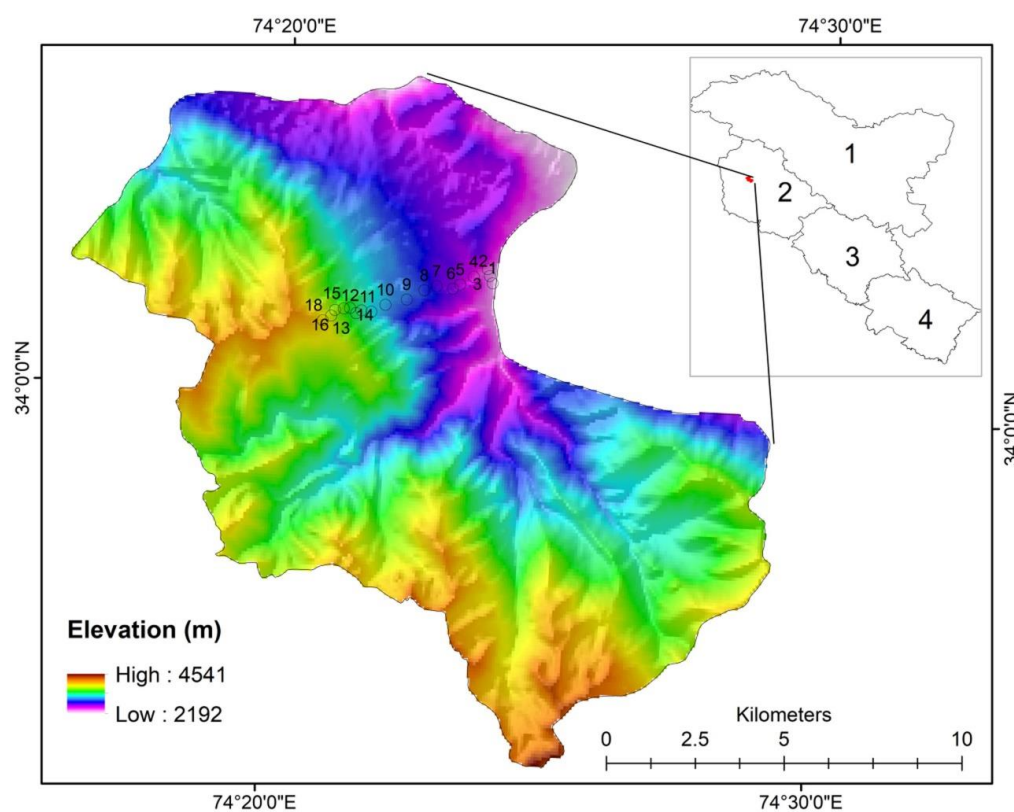 74°20'0"E
74°30'0"E
1
2
3
4
34°0'0"N
34°0'0"N
15 12 11 10 9 8 7 6 5 4 2 1
18
14
3
16 13
Elevation (m)
High : 4541
Low : 2192
Kilometers
0 2.5 5 10
74°20'0"E
74°30'0"E